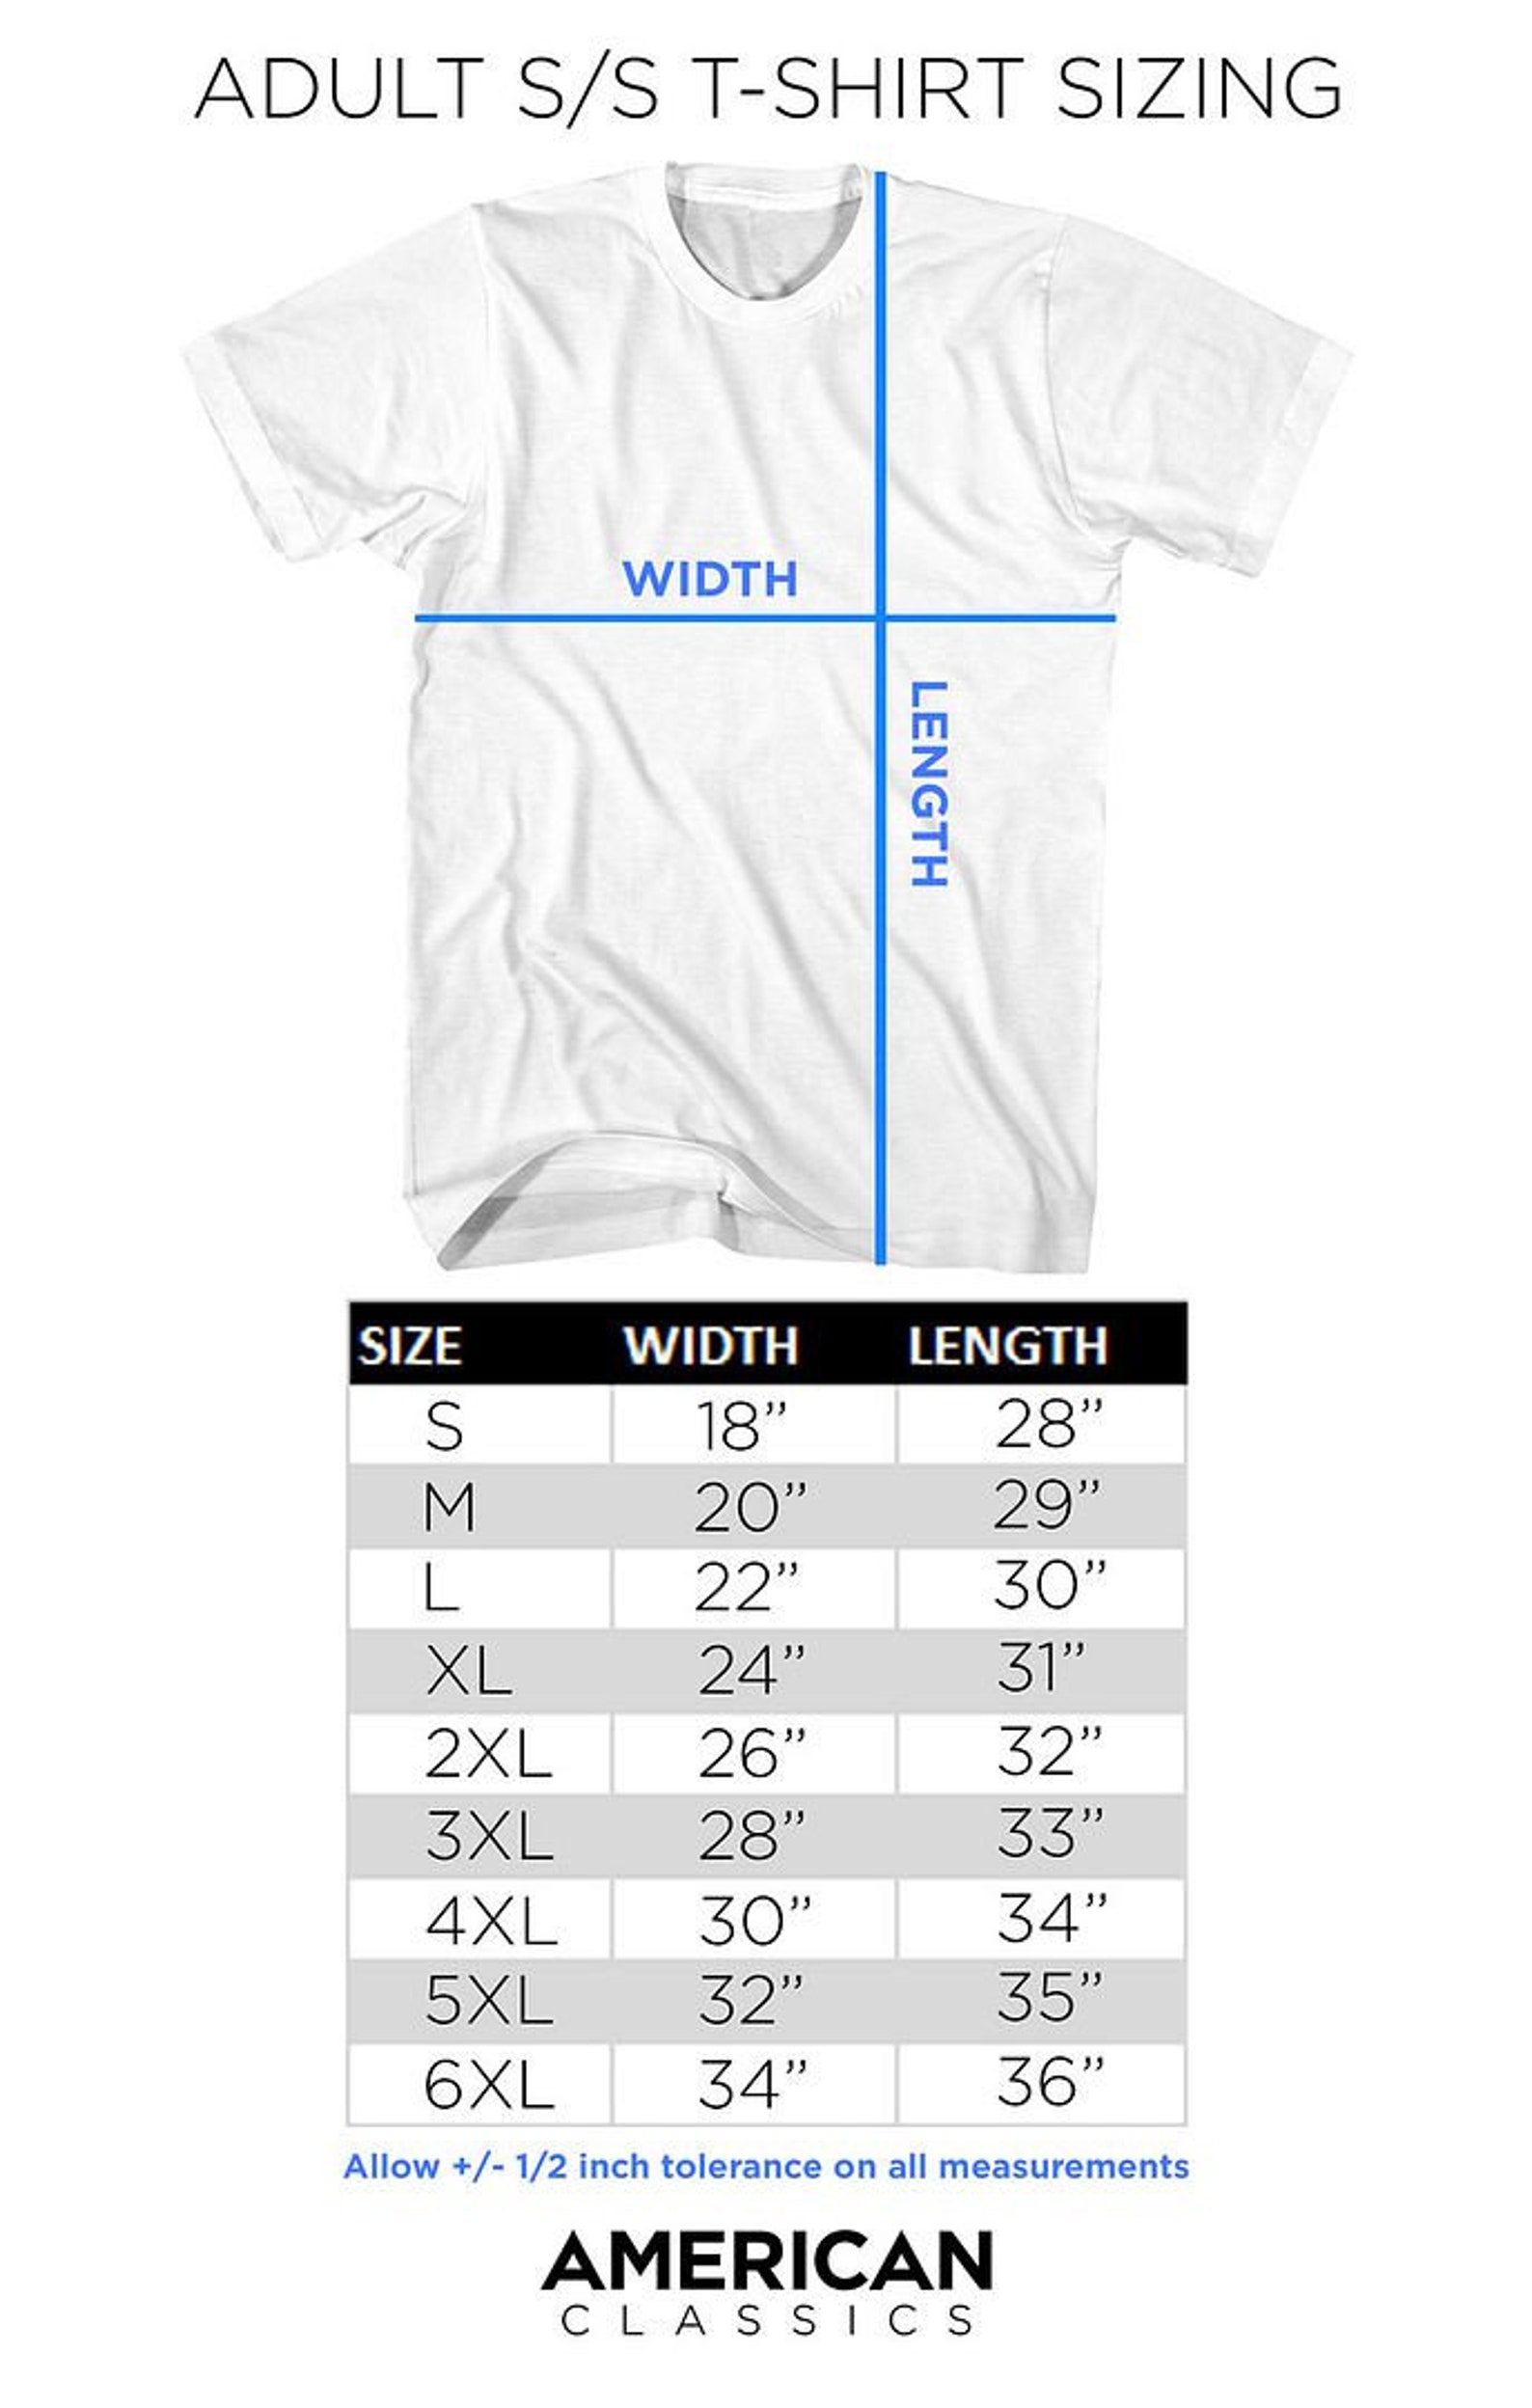 ADULT S/S T-SHIRT SIZING
WIDTH
LENGTH
SIZE WIDTH LENGTH
S 18” 28”
M 20” 29”
L 22” 30”
XL 24” 31”
2XL 26” 32”
3XL 28” 33”
4XL 30” 34”
5XL 32” 35”
6XL 34” 36”
Allow +/- 1/2 inch tolerance on all measurements
AMERICAN
CLASSICS